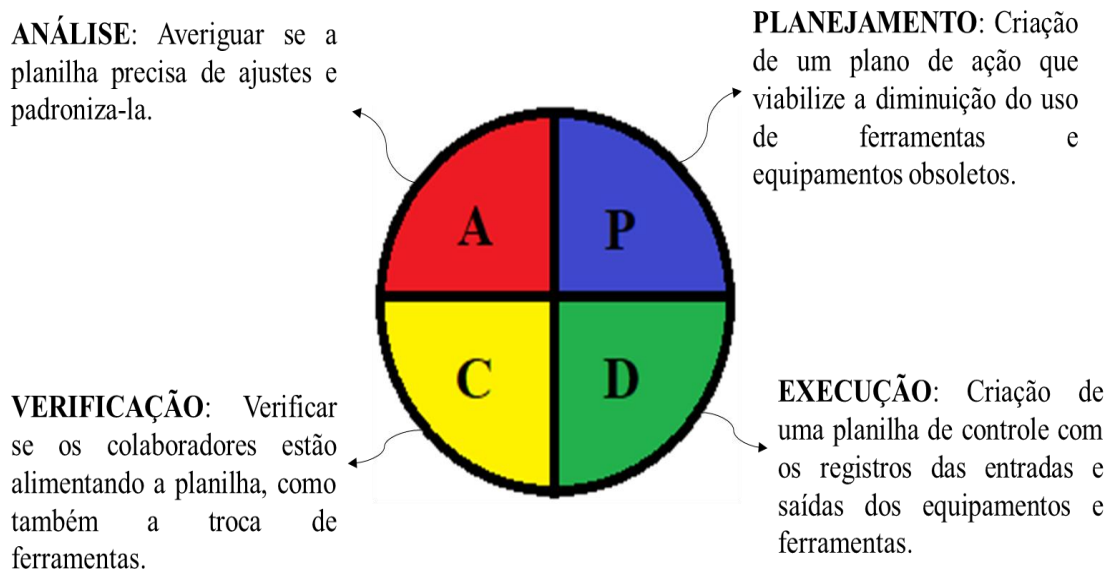 ANÁLISE: Averiguar se a
planilha precisa de ajustes e
padroniza-la.
PLANEJAMENTO: Criação
de um plano de ação que
viabilize a diminuição do uso
de ferramentas e
equipamentos obsoletos.
A
P
C
D
VERIFICAÇÃO: Verificar
se os colaboradores estão
alimentando a planilha, como
também a troca de
ferramentas.
EXECUÇÃO: Criação de
uma planilha de controle com
os registros das entradas e
saídas dos equipamentos e
ferramentas.